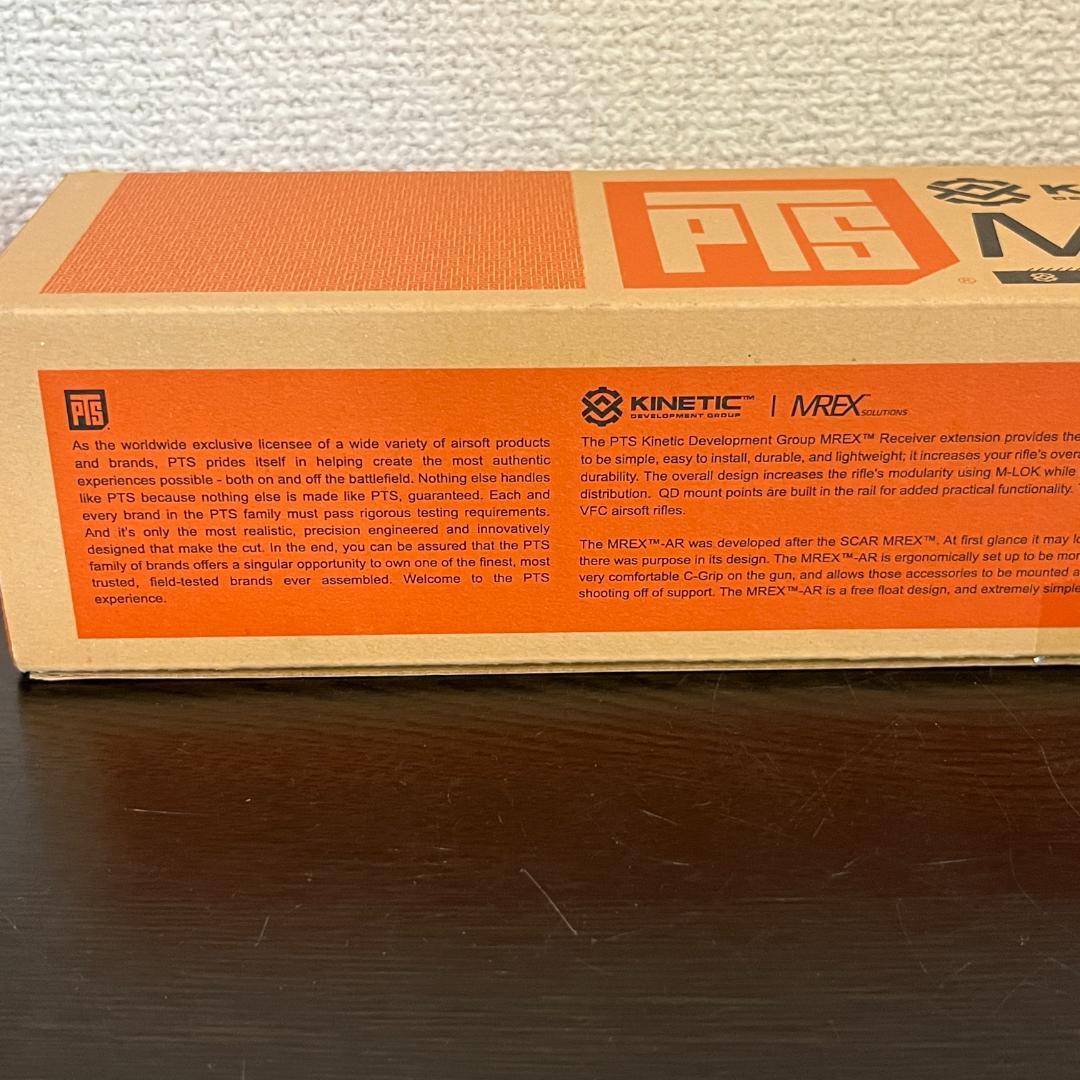 PTS
®
PTS
As the worldwide exclusive licensee of a wide variety of airsoft products
and brands, PTS prides itself in helping create the most authentic
experiences possible - both on and off the battlefield. Nothing else handles
like PTS because nothing else is made like PTS, guaranteed. Each and
every brand in the PTS family must pass rigorous testing requirements.
And it's only the most realistic, precision engineered and innovatively
designed that make the cut. In the end, you can be assured that the PTS
family of brands offers a singular opportunity to own one of the finest, most
trusted, field-tested brands ever assembled. Welcome to the PTS
experience.
KINETIC™ | MREX™
DEVELOPMENT GROUP SOLUTIONS
The PTS Kinetic Development Group MREX™ Receiver extension provides the
to be simple, easy to install, durable, and lightweight; it increases your rifle's
durability. The overall design increases the rifle's modularity using M-LOK while
distribution. QD mount points are built in the rail for added practical functionality.
VFC airsoft rifles.
The MREX™-AR was developed after the SCAR MREX™. At first glance it may
there was purpose in its design. The MREX™-AR is ergonomically set up to be
very comfortable C-Grip on the gun, and allows those accessories to be mounted
shooting off of support. The MREX™-AR is a free float design, and extremely simple